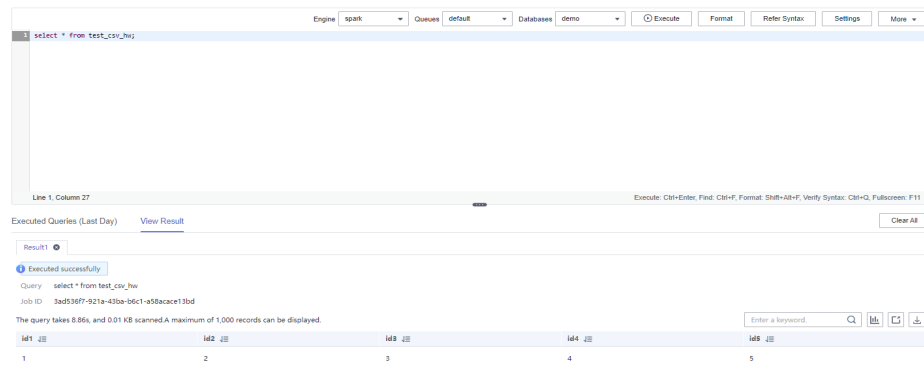 Engine spark Queues default Databases demo Execute Format Refer Syntax Settings More
1 select * from test_csv_hw;
Line 1, Column 27 Execute: Ctrl+Enter, Find: Ctrl+F, Format: Shift+Alt+F, Verify Syntax: Ctrl+Q, Fullscreen: F11
Executed Queries (Last Day) View Result Clear All
Result1
Executed successfully
Query select * from test_csv_hw
Job ID 3ad536f7-921a-43ba-b6c1-a58acace13bd
The query takes 8.86s, and 0.01 KB scanned.A maximum of 1,000 records can be displayed. Enter a keyword.
id1 id2 id3 id4 id5
1 2 3 4 5